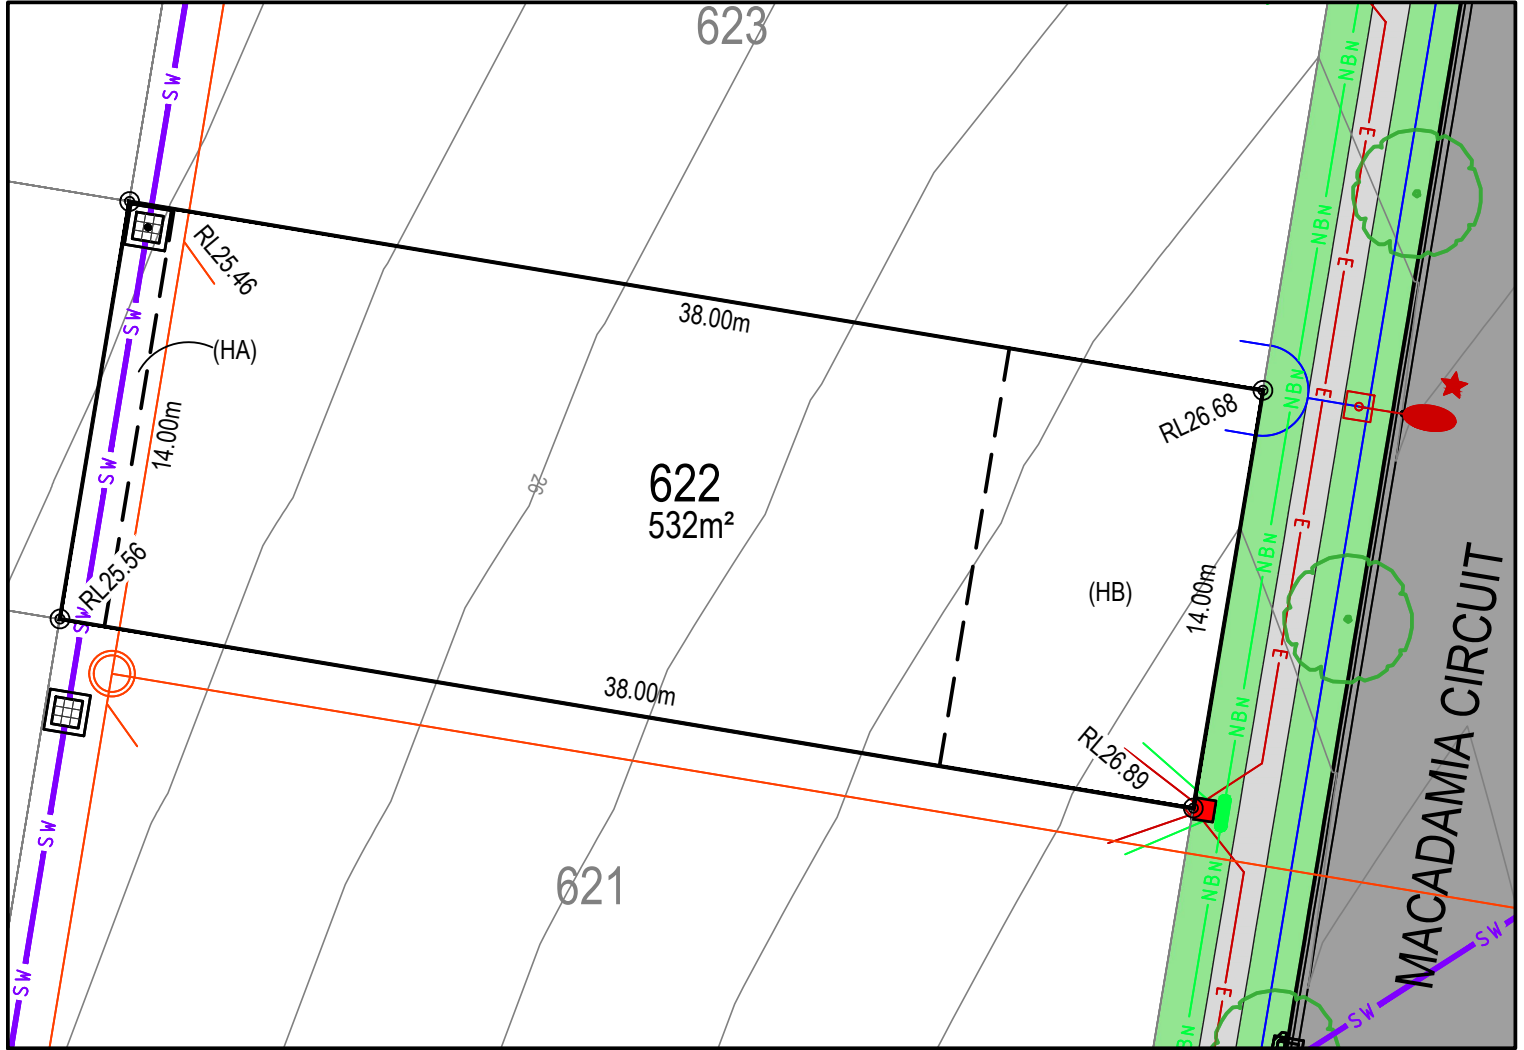 623
SW
NBN
E
RL25.46
NBN
E
SW
38.00m
(HA)
NBN
E
RL26.68
14.00m
SW
26
622
532m²
E
NBN
RL25.56
(HB)
14.00m
SW
E
38.00m
NBN
RL26.89
MACADAMIA CIRCUIT
SW
621
NBN
SW
SW
E
SW
BN